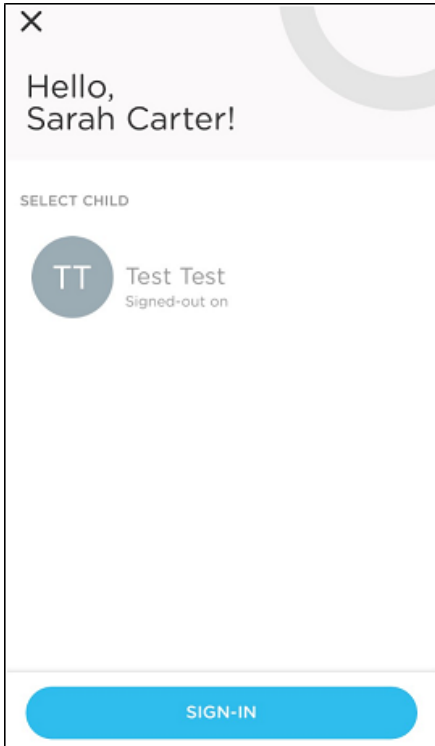 Hello,
Sarah Carter!
SELECT CHILD
TT
Test Test
Signed-out on
SIGN-IN